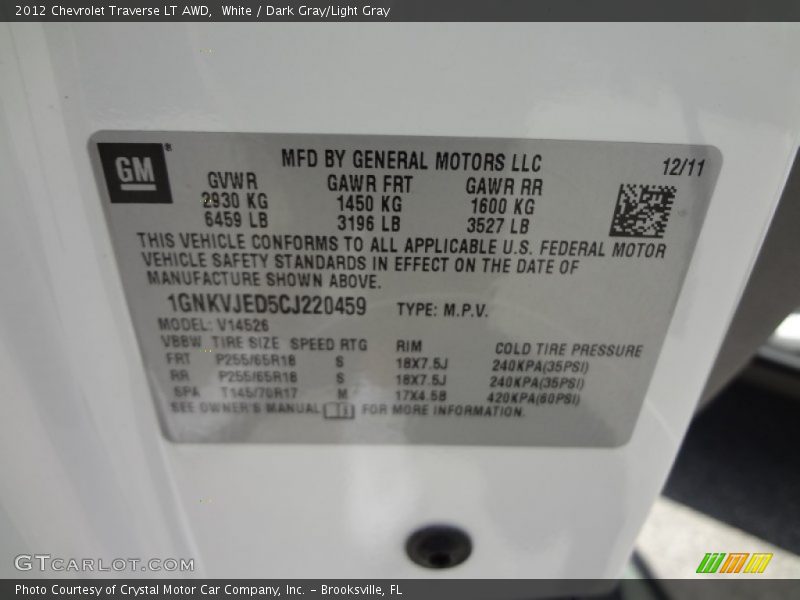 2012 Chevrolet Traverse LT AWD,  White / Dark Gray/Light Gray
GM®
MFD BY GENERAL MOTORS LLC 12/11
GVWR GAWR FRT GAWR RR
2930 KG 1450 KG 1600 KG
6459 LB 3196 LB 3527 LB
THIS VEHICLE CONFORMS TO ALL APPLICABLE U.S. FEDERAL MOTOR
VEHICLE SAFETY STANDARDS IN EFFECT ON THE DATE OF
MANUFACTURE SHOWN ABOVE.
1GNKVJED5CJ220459 TYPE: M.P.V.
MODEL: V14526
VBBW TIRE SIZE SPEED RTG RIM COLD TIRE PRESSURE
FRT P255/65R18 S 18X7.5J 240KPA(35PSI)
RR P255/65R18 S 18X7.5J 240KPA(35PSI)
SPA T145/70R17 M 17X4.5B 420KPA(60PSI)
SEE OWNER'S MANUAL FOR MORE INFORMATION.
GTCARLOT.COM
Photo Courtesy of Crystal Motor Car Company, Inc. – Brooksville, FL